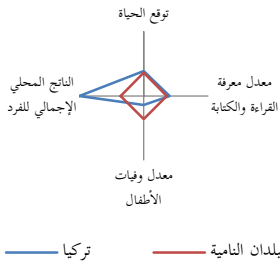 توقع الحياة
معدل معرفة
القراءة والكتابة
الناتج المحلي
الإجمالي للفرد
معدل وفيات
الأطفال
تركيا
بلدان النامية